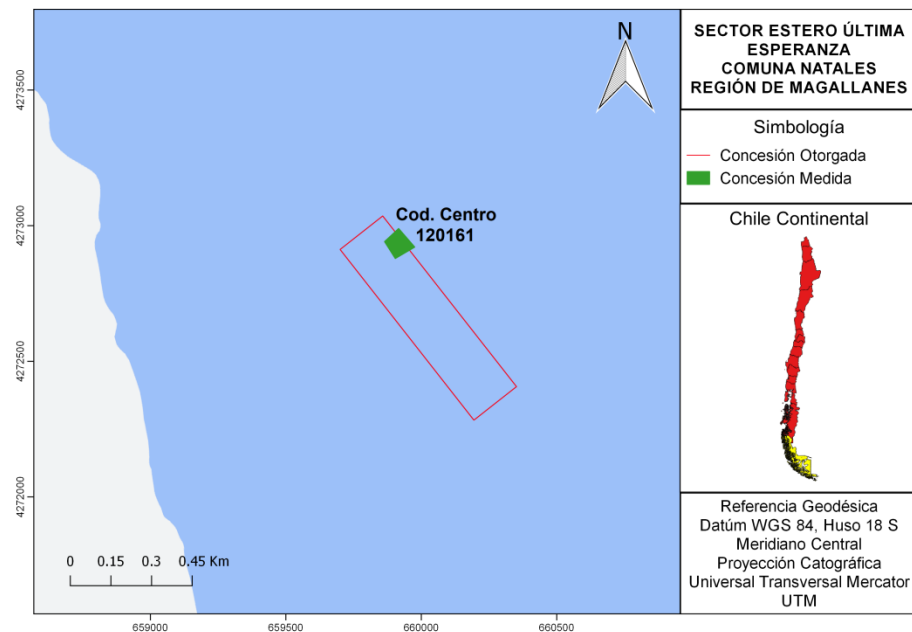 SECTOR ESTERO ÚLTIMA
ESPERANZA
COMUNA NATALES
REGIÓN DE MAGALLANES
Simbología
Concesión Otorgada
Concesión Medida
Chile Continental
Referencia Geodésica
Datúm WGS 84, Huso 18 S
Meridiano Central
Proyección Catográfica
Universal Transversal Mercator
UTM
N
Cod. Centro
120161
4273500
4273000
4272500
4272000
0 0.15 0.3 0.45 Km
659000 659500 660000 660500